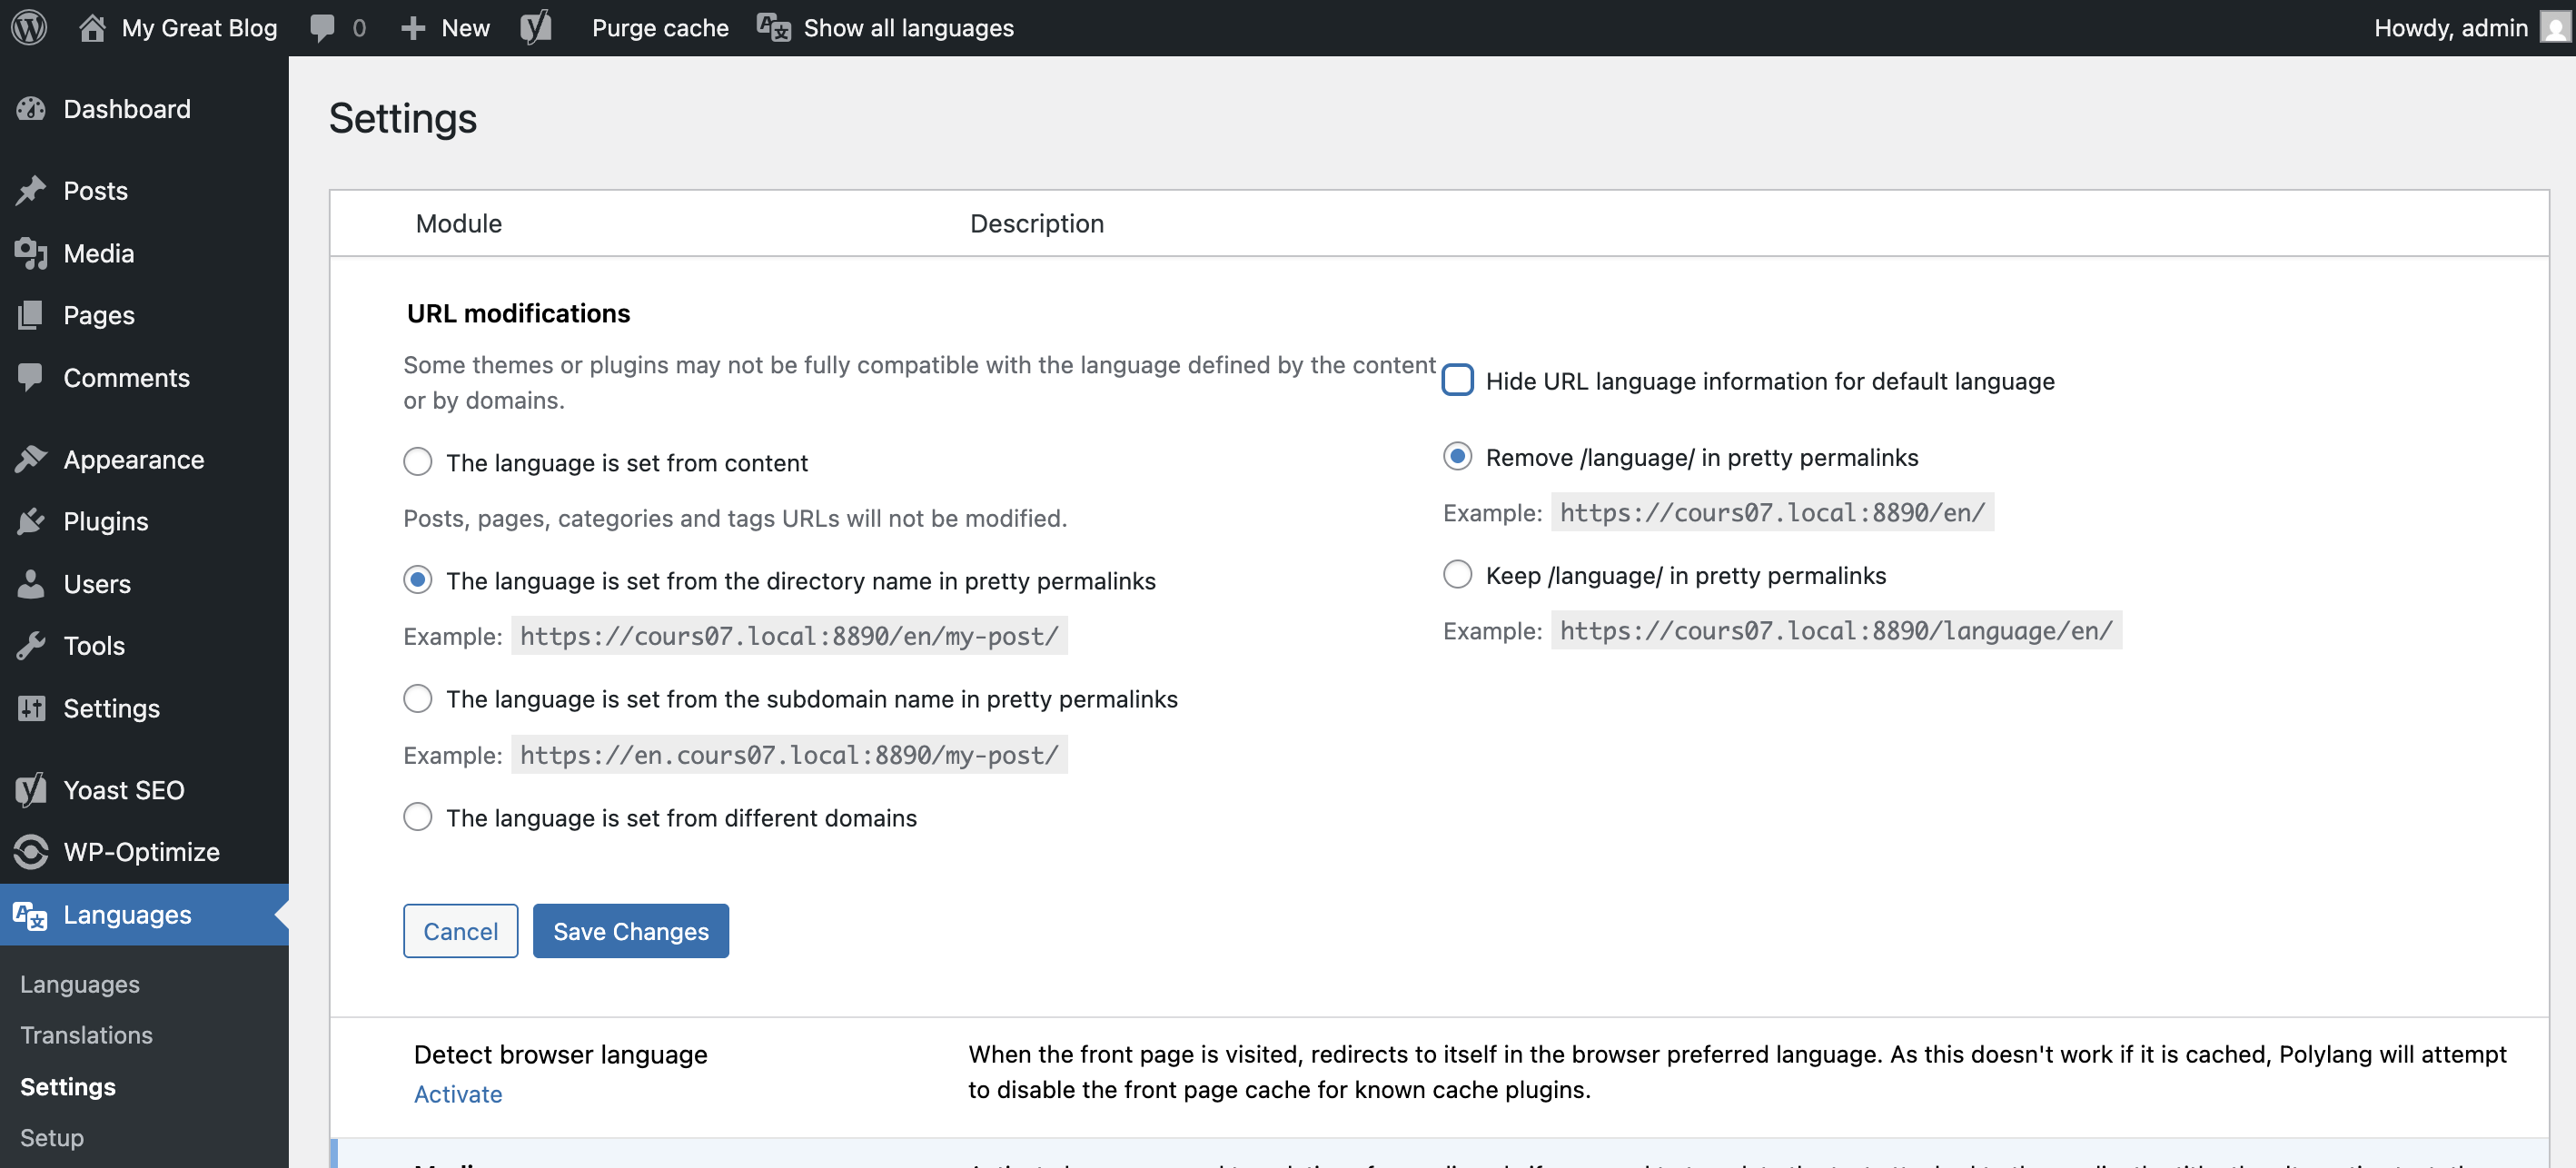 My Great Blog 0 New Purge cache Show all languages Howdy, admin
Dashboard
Posts
Media
Pages
Comments
Appearance
Plugins
Users
Tools
Settings
Yoast SEO
WP-Optimize
Languages
Languages
Translations
Settings
Setup
Settings
Module Description
URL modifications
Some themes or plugins may not be fully compatible with the language defined by the content
or by domains.
The language is set from content
Posts, pages, categories and tags URLs will not be modified.
The language is set from the directory name in pretty permalinks
Example: https://cours07.local:8890/en/my-post/
The language is set from the subdomain name in pretty permalinks
Example: https://en.cours07.local:8890/my-post/
The language is set from different domains
Hide URL language information for default language
Remove /language/ in pretty permalinks
Example: https://cours07.local:8890/en/
Keep /language/ in pretty permalinks
Example: https://cours07.local:8890/language/en/
Cancel Save Changes
Detect browser language
Activate
When the front page is visited, redirects to itself in the browser preferred language. As this doesn't work if it is cached, Polylang will attempt
to disable the front page cache for known cache plugins.